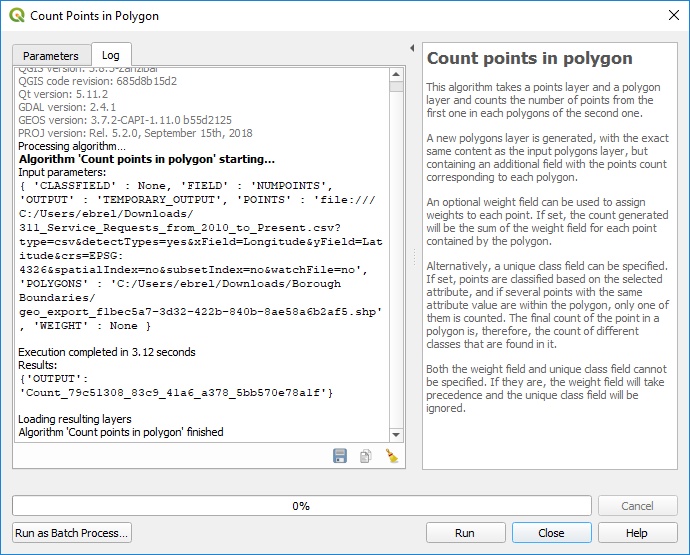 Count Points in Polygon
Parameters
Log
QGIS version: 3.8.3-Zanzibar
QGIS code revision: 685d8b15d2
Qt version: 5.11.2
GDAL version: 2.4.1
GEOS version: 3.7.2-CAPI-1.11.0 b55d2125
PROJ version: Rel. 5.2.0, September 15th, 2018
Processing algorithm…
Algorithm 'Count points in polygon' starting…
Input parameters:
{ 'CLASSFIELD' : None, 'FIELD' : 'NUMPOINTS',
'OUTPUT' : 'TEMPORARY_OUTPUT', 'POINTS' : 'file:///
C:/Users/ebrel/Downloads/
311_Service_Requests_from_2010_to_Present.csv?
type=csv&detectTypes=yes&xField=Longitude&yField=Lat
itude&crs=EPSG:
4326&spatialIndex=no&subsetIndex=no&watchFile=no',
'POLYGONS' : 'C:/Users/ebrel/Downloads/Borough
Boundaries/
geo_export_f1bec5a7-3d32-422b-840b-8ae58a6b2af5.shp'
, 'WEIGHT' : None }
Execution completed in 3.12 seconds
Results:
{'OUTPUT':
'Count_79c51308_83c9_41a6_a378_5bb570e78a1f'}
Loading resulting layers
Algorithm 'Count points in polygon' finished
Count points in polygon
This algorithm takes a points layer and a polygon
layer and counts the number of points from the
first one in each polygons of the second one.
A new polygons layer is generated, with the exact
same content as the input polygons layer, but
containing an additional field with the points count
corresponding to each polygon.
An optional weight field can be used to assign
weights to each point. If set, the count generated
will be the sum of the weight field for each point
contained by the polygon.
Alternatively, a unique class field can be specified.
If set, points are classified based on the selected
attribute, and if several points with the same
attribute value are within the polygon, only one of
them is counted. The final count of the point in a
polygon is, therefore, the count of different
classes that are found in it.
Both the weight field and unique class field cannot
be specified. If they are, the weight field will take
precedence and the unique class field will be
ignored.
0%
Cancel
Run as Batch Process…
Run
Close
Help